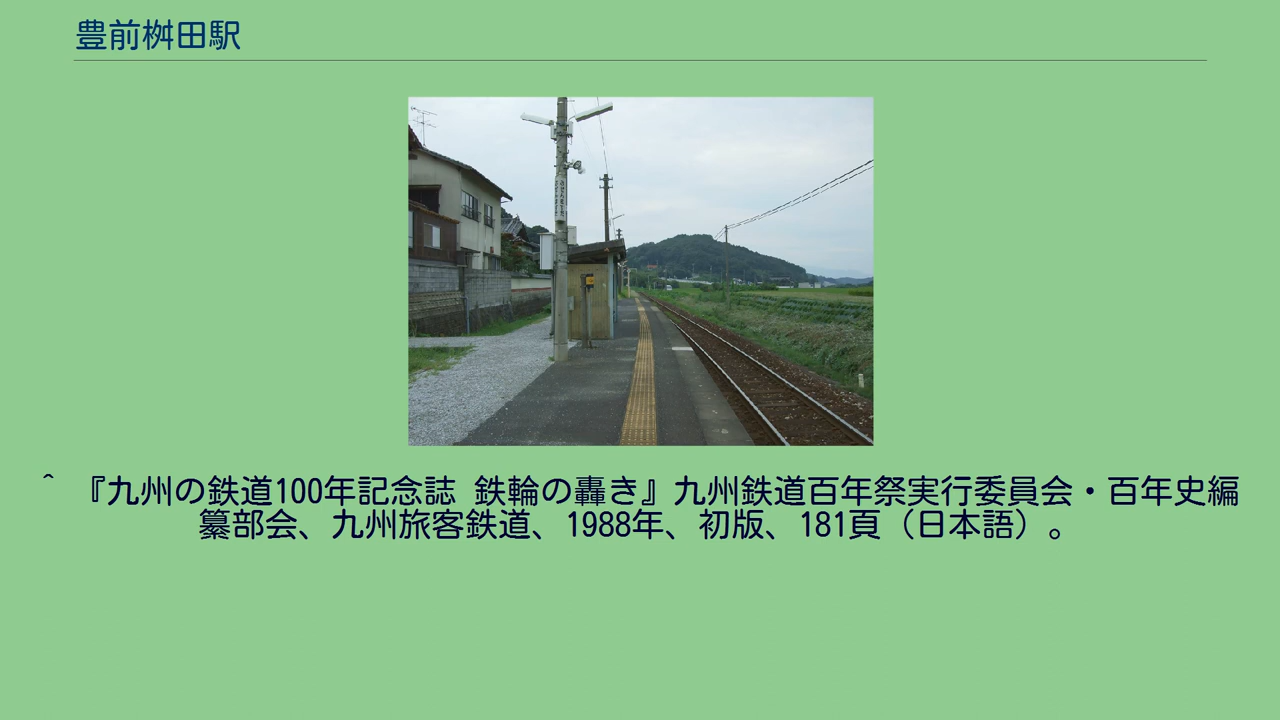 豊前桝田駅
^ 『九州の鉄道100年記念誌 鉄輪の轟き』九州鉄道百年祭実行委員会・百年史編
纂部会、九州旅客鉄道、1988年、初版、181頁（日本語）。